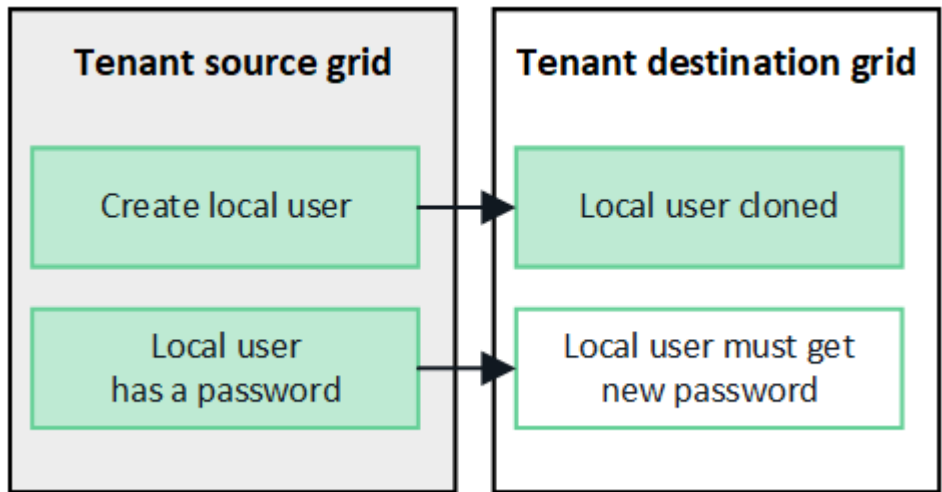 Tenant source grid
Create local user
Local user
has a password
Tenant destination grid
Local user cloned
Local user must get
new password